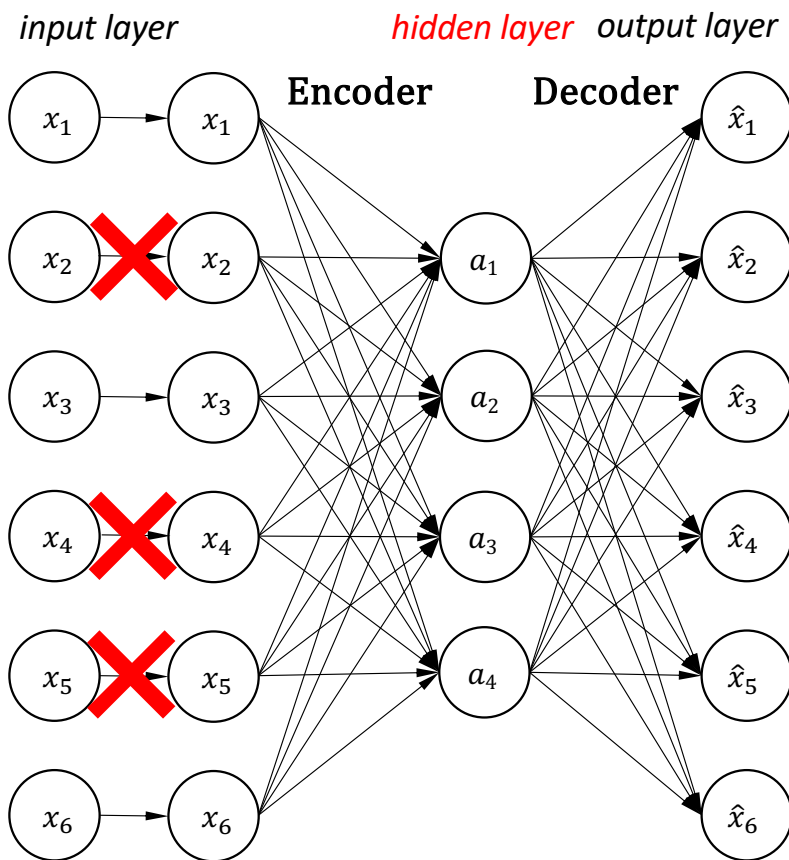 input layer hidden layer output layer
Encoder Decoder
x₁ x₁ x̂₁
x₂ x₂ a₁ x̂₂
x₃ x₃ a₂ x̂₃
x₄ x₄ a₃ x̂₄
x₅ x₅ a₄ x̂₅
x₆ x₆ x̂₆